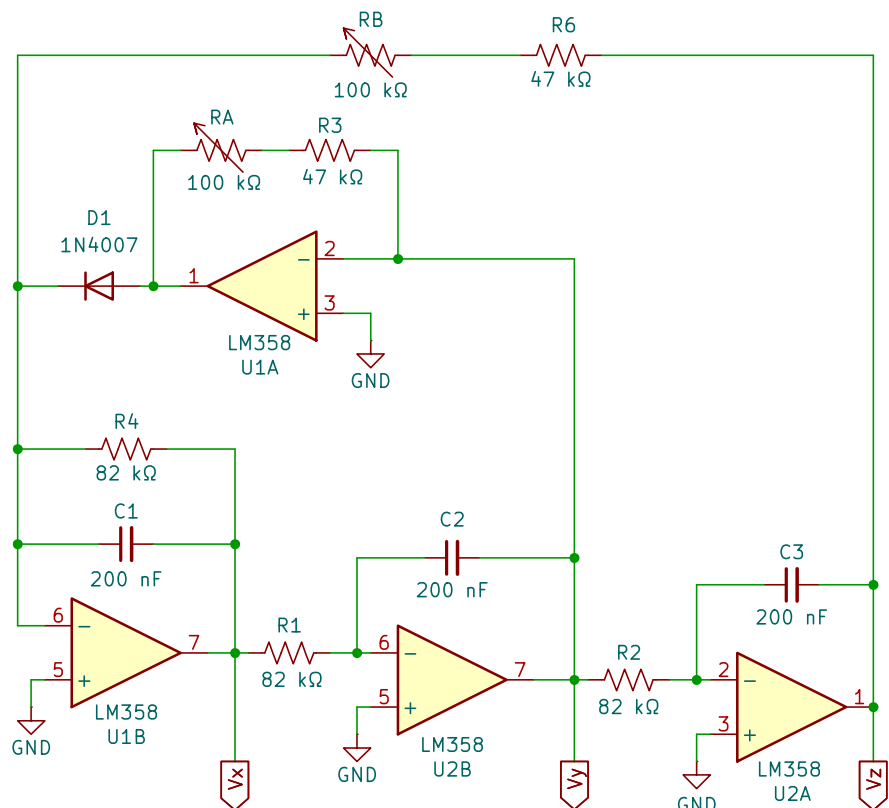 RB
R6
100 kΩ
47 kΩ
RA
R3
100 kΩ
47 kΩ
D1
1N4007
1
2
−
3
+
LM358
U1A
GND
R4
82 kΩ
C1
200 nF
C2
200 nF
C3
200 nF
6
−
7
5
+
LM358
U1B
GND
R1
82 kΩ
6
−
7
5
+
LM358
U2B
GND
R2
82 kΩ
2
−
1
3
+
LM358
U2A
GND
Vx
Vy
Vz